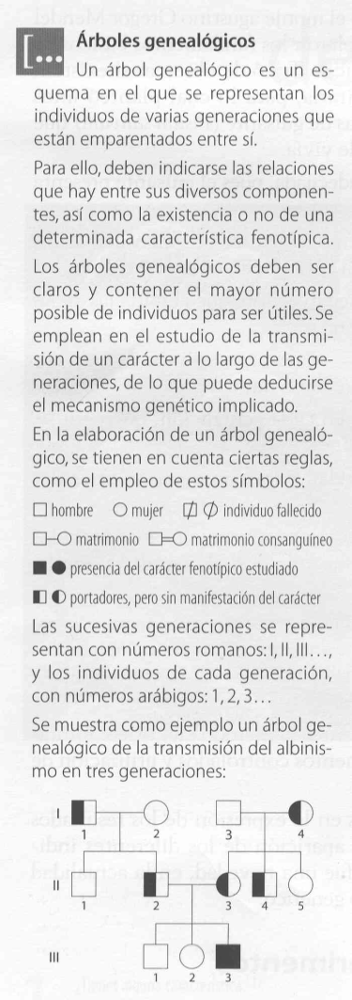 Árboles genealógicos
Un árbol genealógico es un es-
quema en el que se representan los
individuos de varias generaciones que
están emparentados entre sí.
Para ello, deben indicarse las relaciones
que hay entre sus diversos componen-
tes, así como la existencia o no de una
determinada característica fenotípica.
Los árboles genealógicos deben ser
claros y contener el mayor número
posible de individuos para ser útiles. Se
emplean en el estudio de la transmi-
sión de un carácter a lo largo de las ge-
neraciones, de lo que puede deducirse
el mecanismo genético implicado.
En la elaboración de un árbol genealó-
gico, se tienen en cuenta ciertas reglas,
como el empleo de estos símbolos:
hombre mujer individuo fallecido
matrimonio matrimonio consanguíneo
presencia del carácter fenotípico estudiado
portadores, pero sin manifestación del carácter
Las sucesivas generaciones se repre-
sentan con números romanos: I, II, III...,
y los individuos de cada generación,
con números arábigos: 1, 2, 3...
Se muestra como ejemplo un árbol ge-
nealógico de la transmisión del albinis-
mo en tres generaciones:
I
1 2 3 4
II
1 2 3 4 5
III
1 2 3